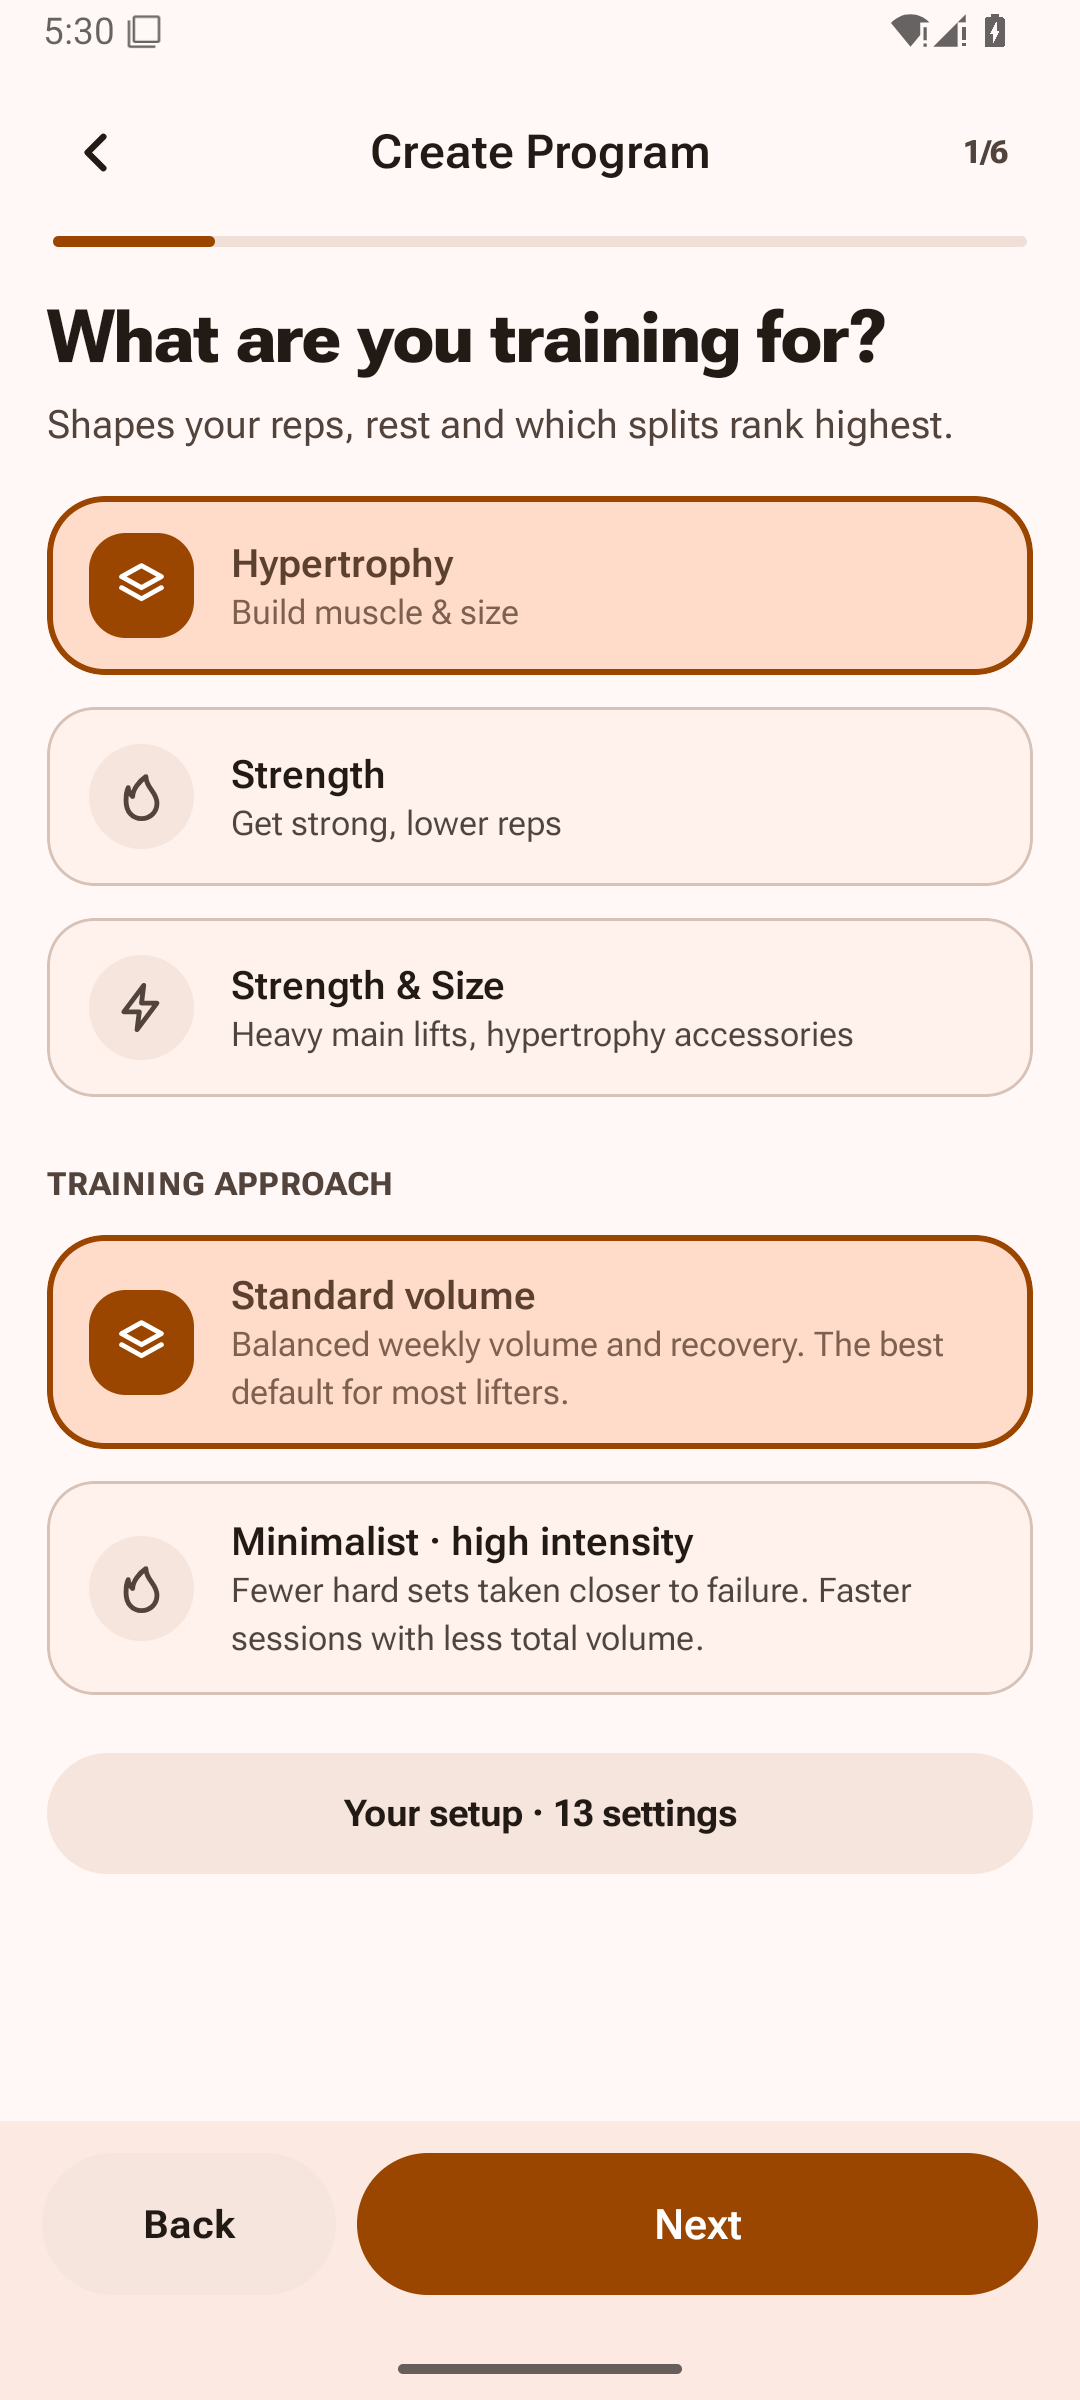 5:30
Create Program
1/6
What are you training for?
Shapes your reps, rest and which splits rank highest.
Hypertrophy
Build muscle & size
Strength
Get strong, lower reps
Strength & Size
Heavy main lifts, hypertrophy accessories
TRAINING APPROACH
Standard volume
Balanced weekly volume and recovery. The best
default for most lifters.
Minimalist · high intensity
Fewer hard sets taken closer to failure. Faster
sessions with less total volume.
Your setup · 13 settings
Back
Next